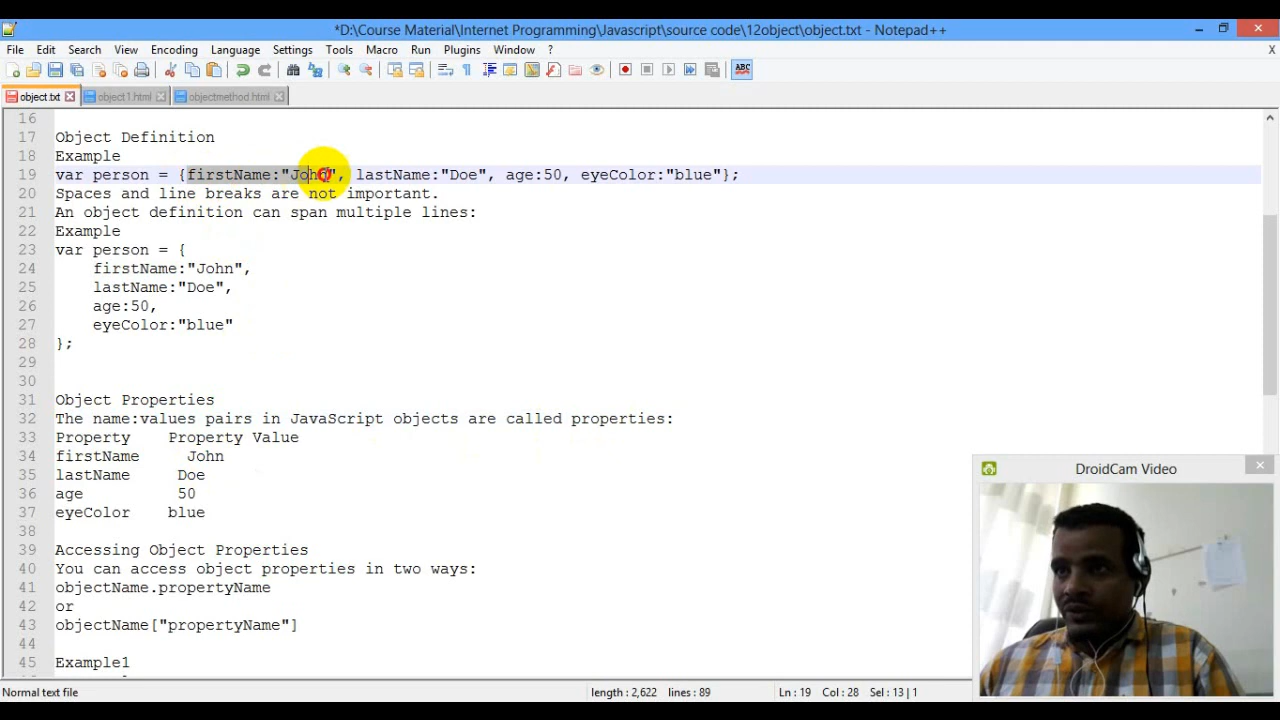 *D:\Course Material\Internet Programming\Javascript\source code\12object\object.txt - Notepad++
File Edit Search View Encoding Language Settings Tools Macro Run Plugins Window ? X
ABC
object.txt object1.html objectmethod.html
16
17 Object Definition
18 Example
19 var person = {firstName:"John", lastName:"Doe", age:50, eyeColor:"blue"};
20 Spaces and line breaks are not important.
21 An object definition can span multiple lines:
22 Example
23 var person = {
24 firstName:"John",
25 lastName:"Doe",
26 age:50,
27 eyeColor:"blue"
28 };
29
30
31 Object Properties
32 The name:values pairs in JavaScript objects are called properties:
33 Property Property Value
34 firstName John
35 lastName Doe
36 age 50
37 eyeColor blue
38
39 Accessing Object Properties
40 You can access object properties in two ways:
41 objectName.propertyName
42 or
43 objectName["propertyName"]
44
45 Example1
DroidCam Video
Normal text file length : 2,622 lines : 89 Ln : 19 Col : 28 Sel : 13 | 1